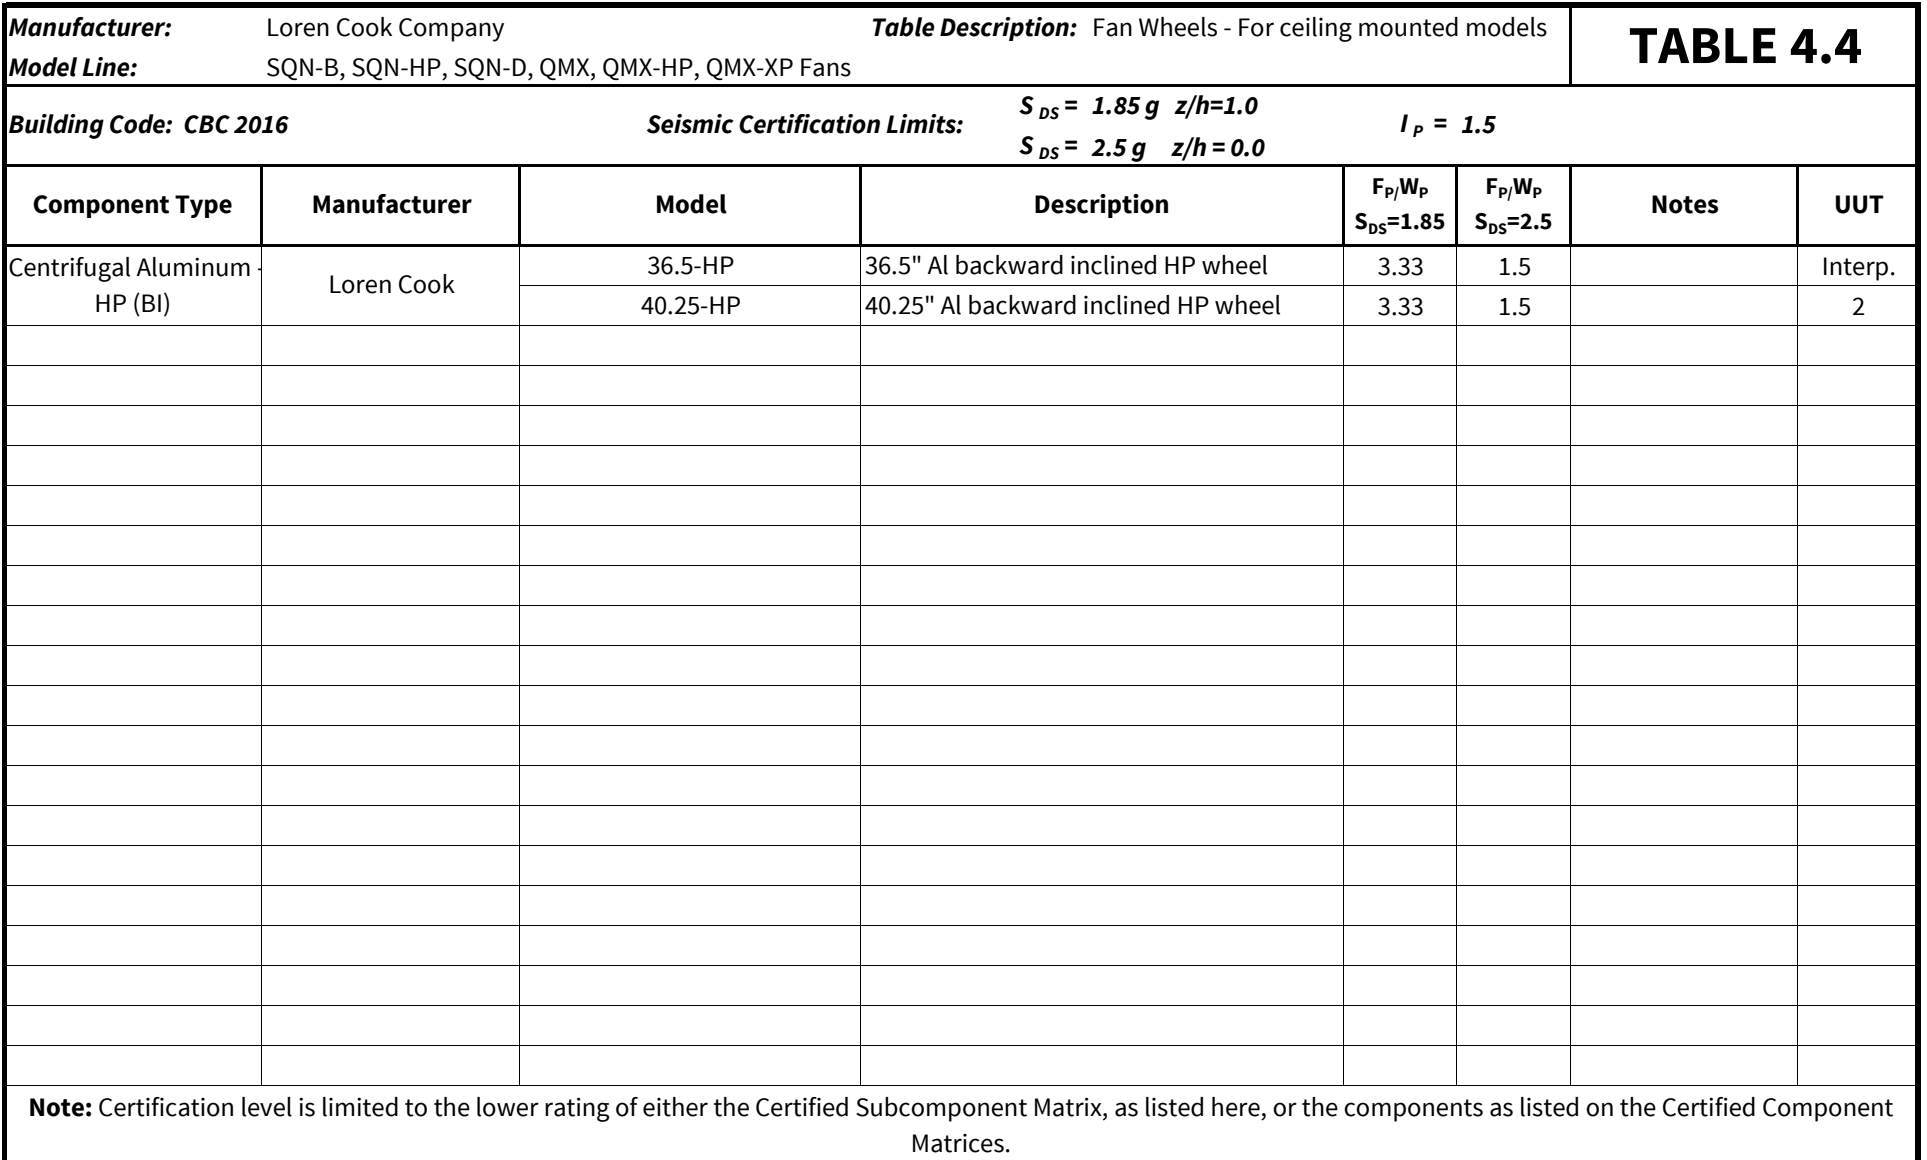 Manufacturer: Loren Cook Company Table Description: Fan Wheels - For ceiling mounted models
TABLE 4.4
Model Line: SQN-B, SQN-HP, SQN-D, QMX, QMX-HP, QMX-XP Fans
Building Code: CBC 2016 Seismic Certification Limits:
S DS = 1.85 g z/h=1.0
S DS = 2.5 g z/h = 0.0
I P = 1.5
Component Type Manufacturer Model Description FP/WP SDS=1.85 FP/WP SDS=2.5 Notes UUT
Centrifugal Aluminum -
HP (BI)
Loren Cook
36.5-HP 36.5" Al backward inclined HP wheel 3.33 1.5 Interp.
40.25-HP 40.25" Al backward inclined HP wheel 3.33 1.5 2
Note: Certification level is limited to the lower rating of either the Certified Subcomponent Matrix, as listed here, or the components as listed on the Certified Component
Matrices.